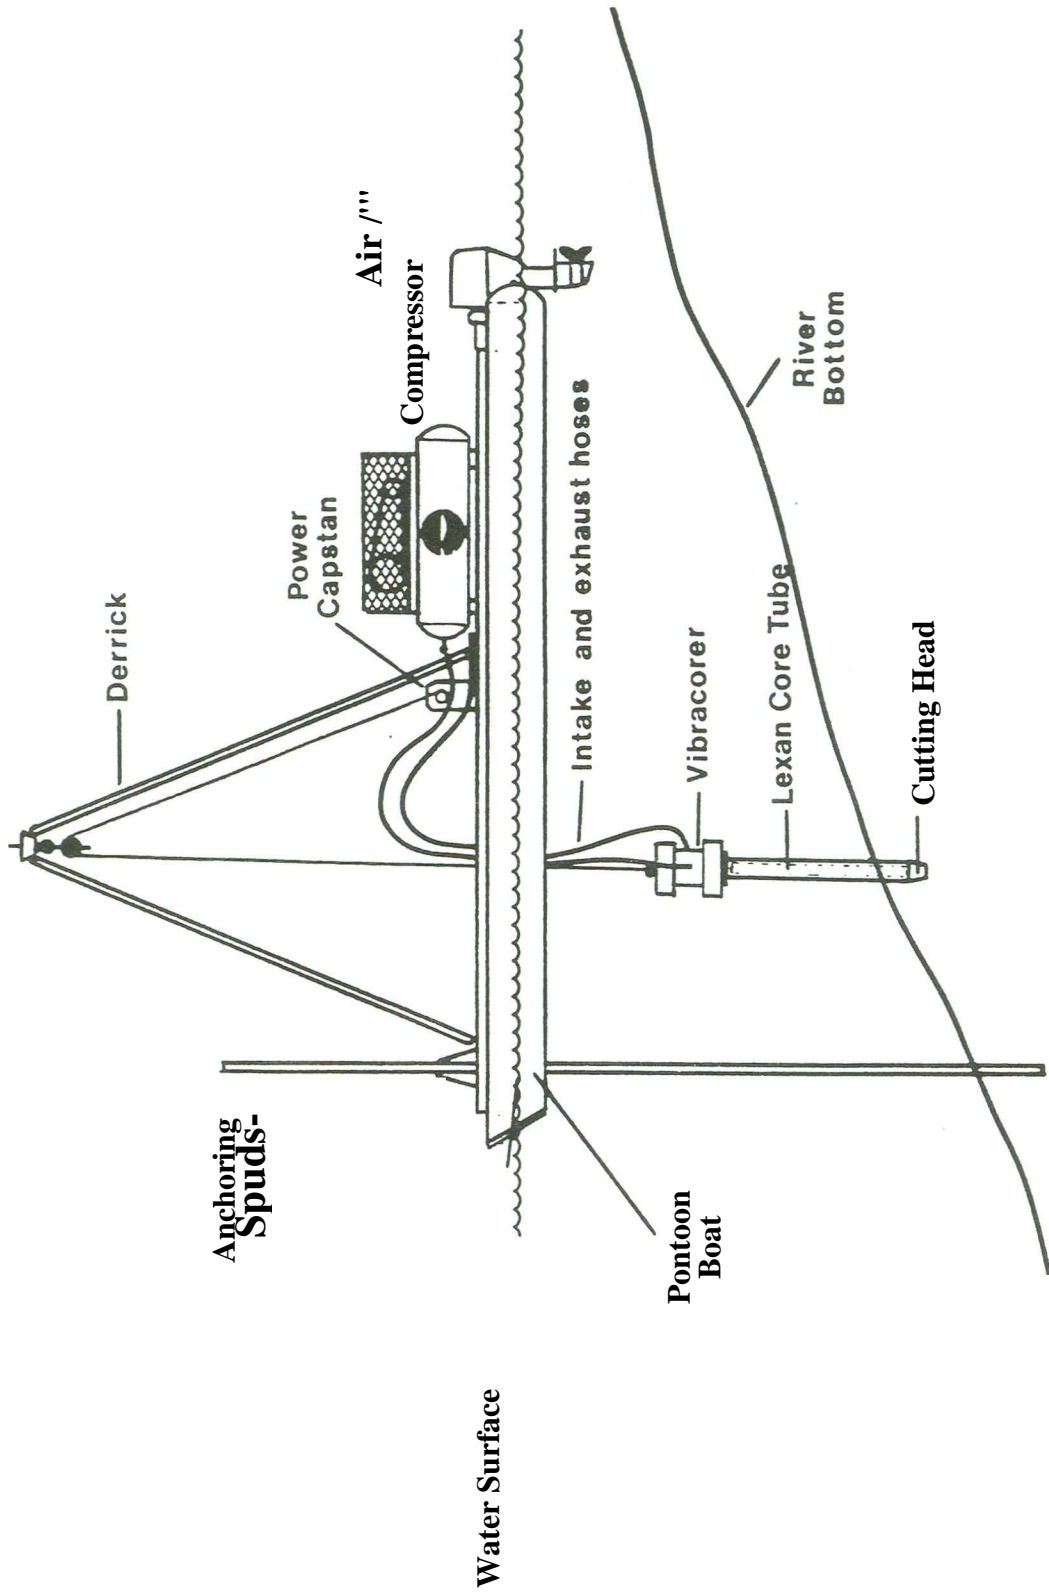 Derrick
Power
Capstan
Air /'"
Compressor
Anchoring
Spuds-
Intake and exhaust hoses
Vibracorer
Lexan Core Tube
Cutting Head
River
Bottom
Pontoon
Boat
Water Surface